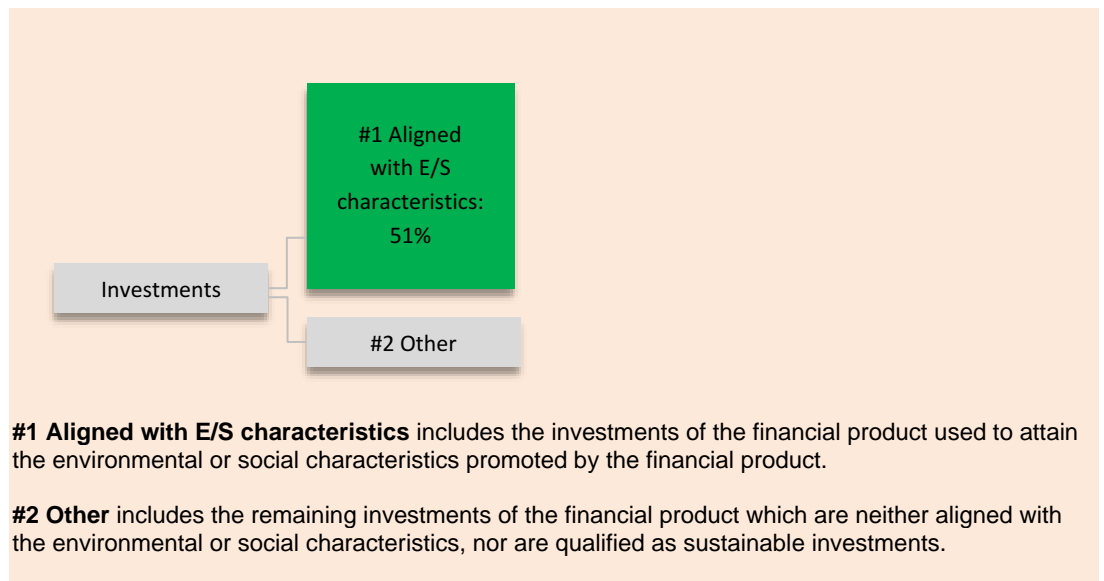 #1 Aligned
with E/S
characteristics:
51%
Investments
#2 Other
#1 Aligned with E/S characteristics includes the investments of the financial product used to attain
the environmental or social characteristics promoted by the financial product.
#2 Other includes the remaining investments of the financial product which are neither aligned with
the environmental or social characteristics, nor are qualified as sustainable investments.